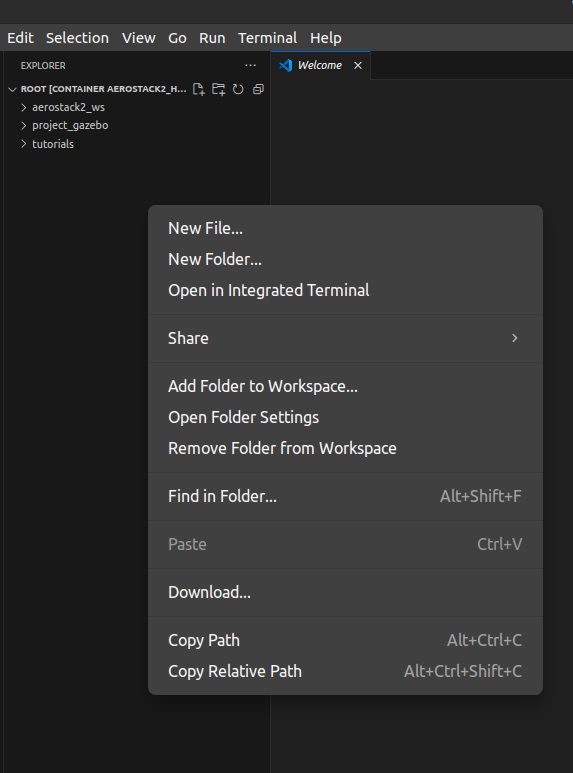 Edit Selection View Go Run Terminal Help
EXPLORER ...
Welcome
ROOT [CONTAINER AEROSTACK2_H...
aerostack2_ws
project_gazebo
tutorials
New File...
New Folder...
Open in Integrated Terminal
Share
Add Folder to Workspace...
Open Folder Settings
Remove Folder from Workspace
Find in Folder... Alt+Shift+F
Paste Ctrl+V
Download...
Copy Path Alt+Ctrl+C
Copy Relative Path Alt+Ctrl+Shift+C